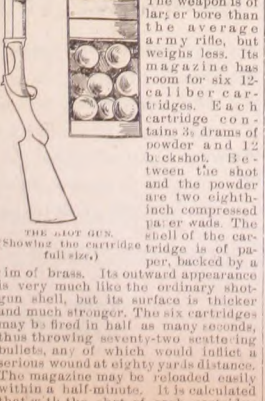 The weapon is of
larger bore than
the average
army rifle, but
weighs less. Its
magazine has
room for six 12-
caliber car-
tridges. Each
cartridge con-
tains 3½ drams of
powder and 12
buckshot. Be-
tween the shot
and the powder
are two eighth-
inch compressed
paper wads. The
shell of the car-
tridge is of pa-
per, backed by a
THE RIOT GUN.
(Showing the cartridge
full size.)
im of brass. Its outward appearance
is very much like the ordinary shot-
gun shell, but its surface is thicker
and much stronger. The six cartridges
may be fired in half as many seconds,
thus throwing seventy-two scattering
bullets, any of which would inflict a
serious wound at eighty yards distance.
The magazine may be reloaded easily
within a half-minute. It is calculated